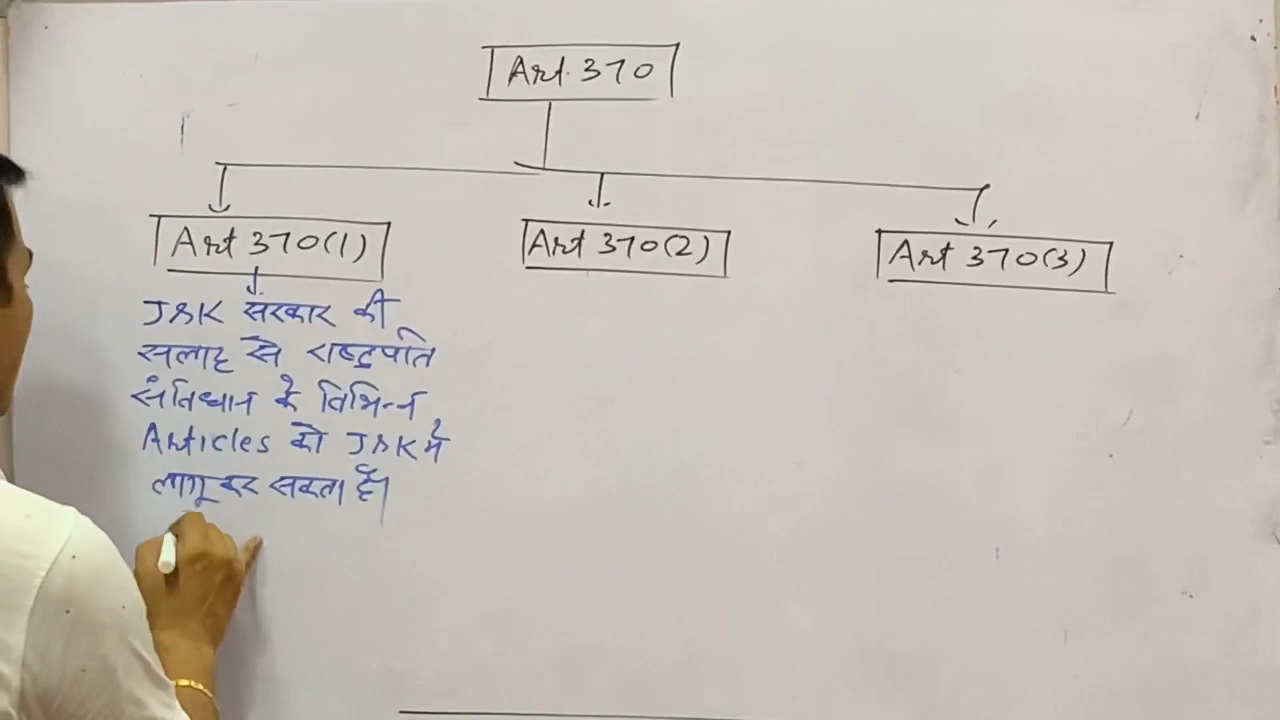 Art. 370
Art 370(1)
Art 370(2)
Art 370(3)
J&K सरकार की
सलाह से राष्ट्रपति
संविधान के विभिन्न
Articles को J&K में
लागू कर सकता है।